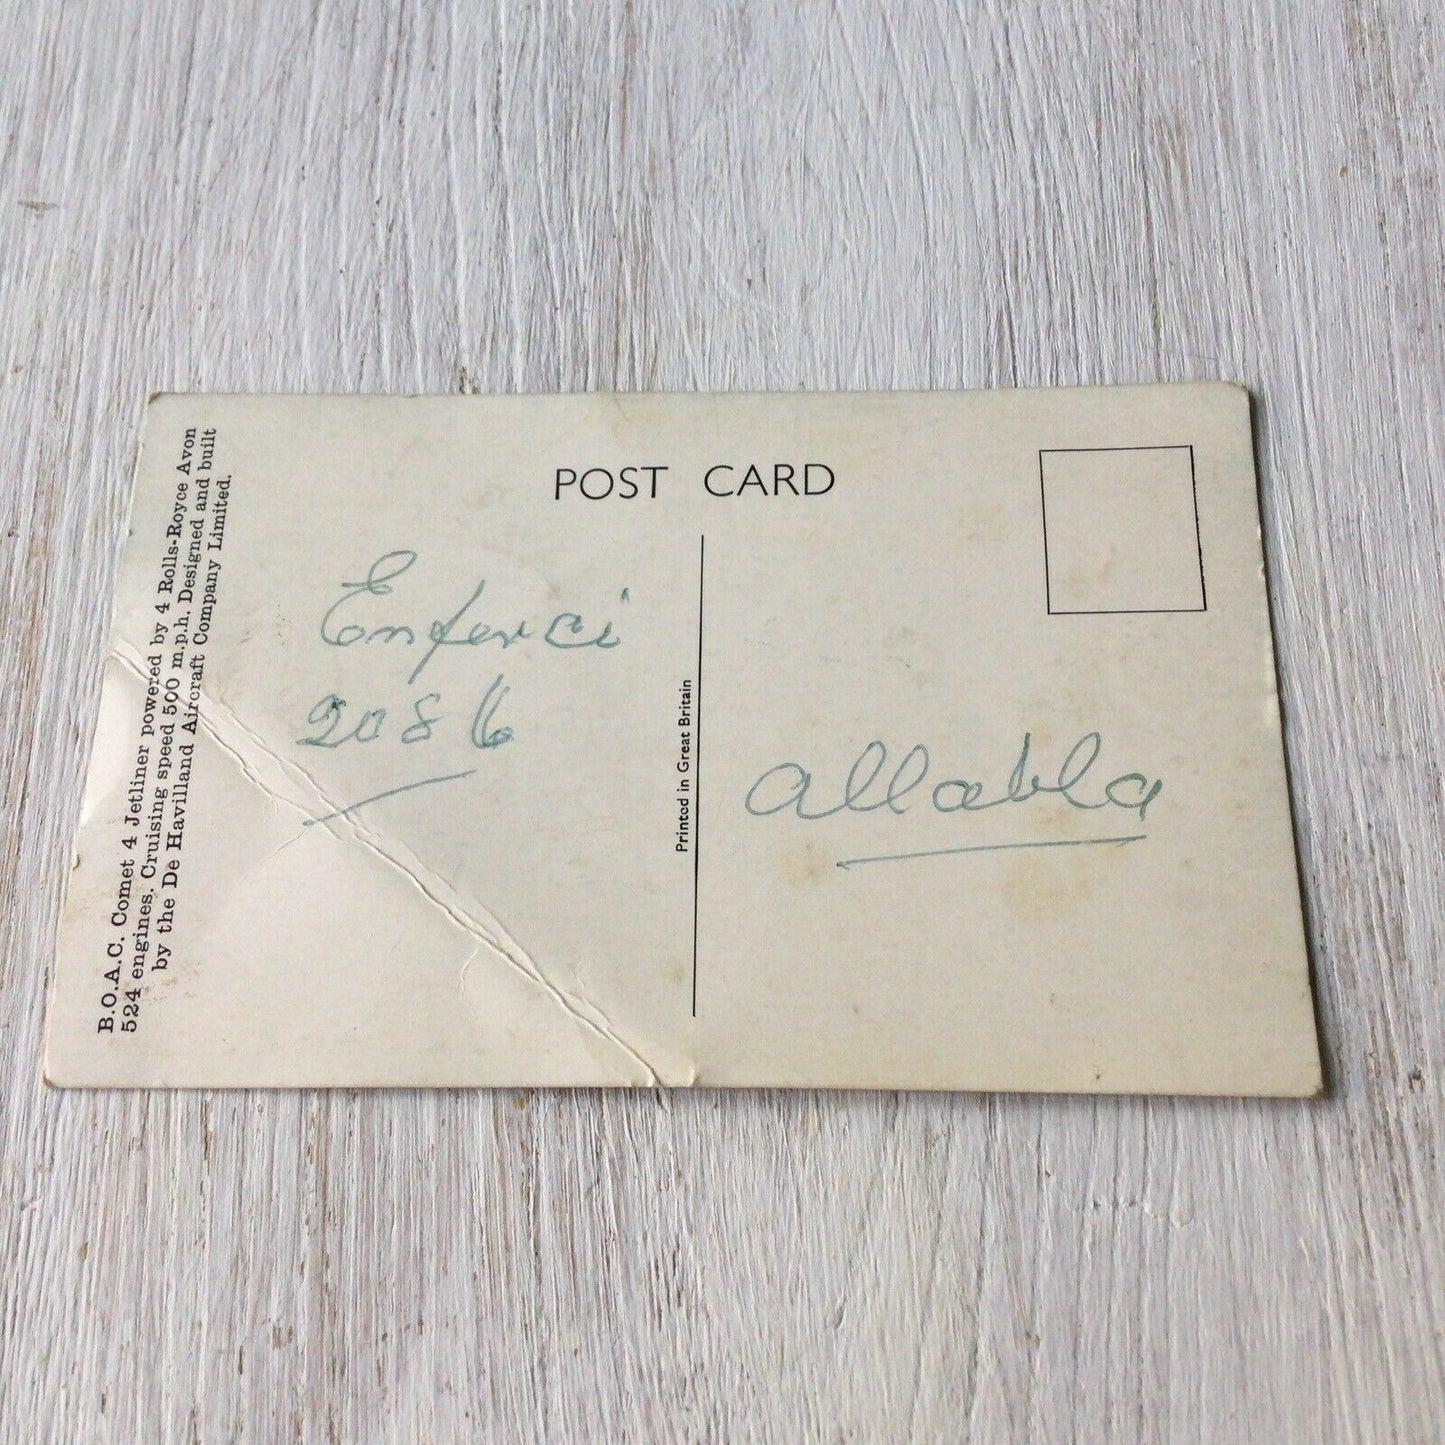 POST CARD
B.O.A.C. Comet 4 Jetliner powered by 4 Rolls-Royce Avon
524 engines. Cruising speed 500 m.p.h. Designed and built
by the De Havilland Aircraft Company Limited.
2086
Printed in Great Britain
allabla